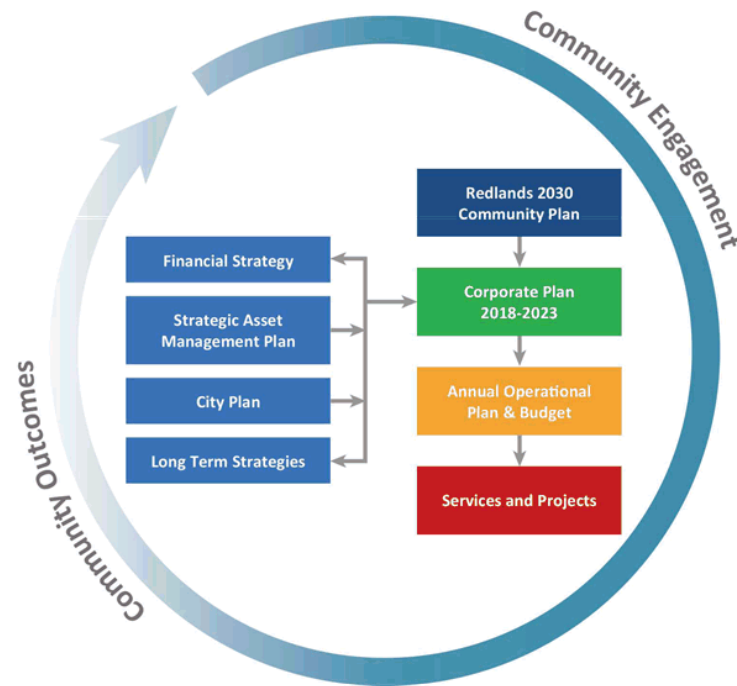 Community Engagement
Redlands 2030
Community Plan
Financial Strategy
Corporate Plan
2018-2023
Strategic Asset
Management Plan
City Plan
Annual Operational
Plan & Budget
Long Term Strategies
Services and Projects
Community Outcomes